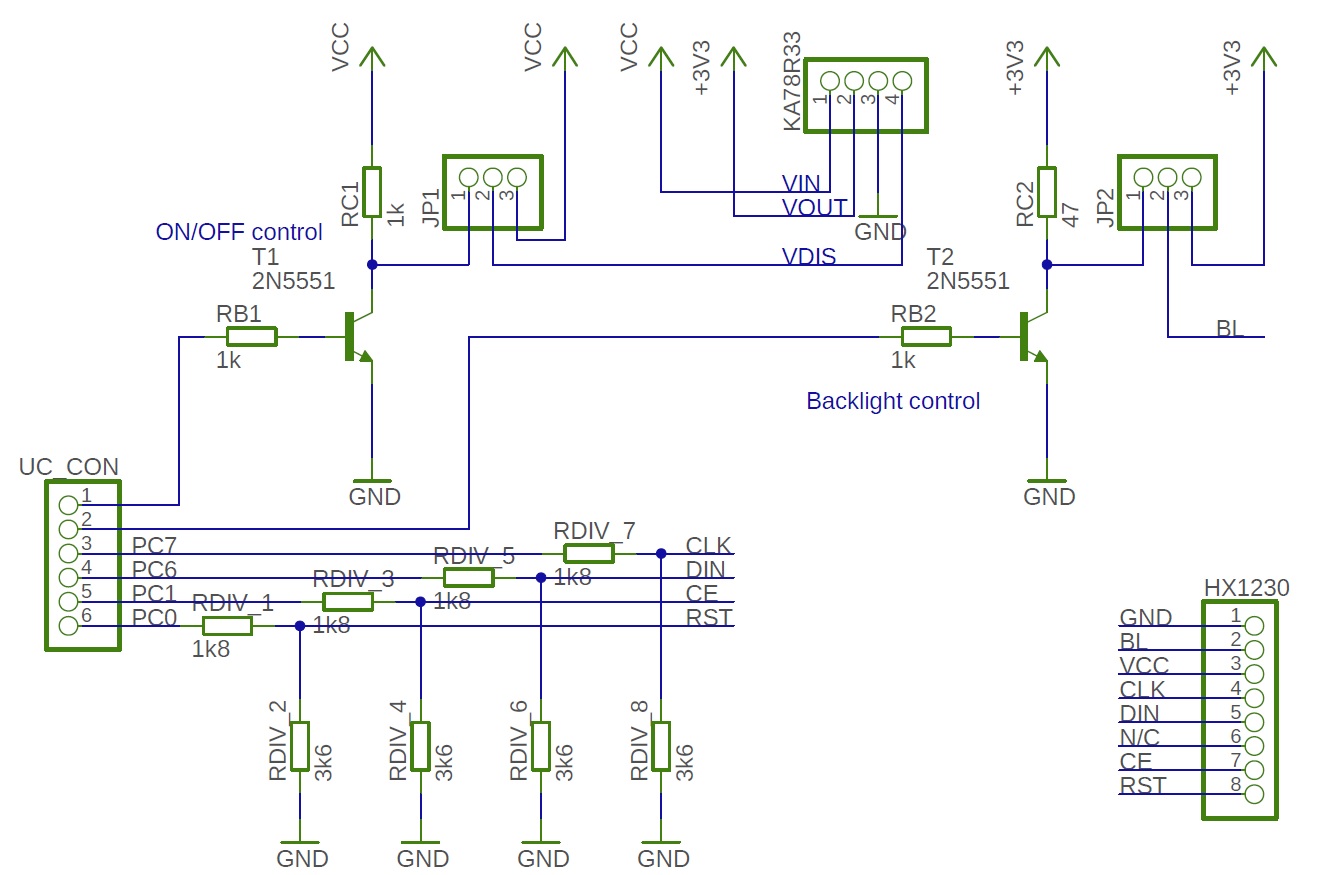 VCC
VCC
VCC
+3V3
KA78R33
1
2
3
4
+3V3
+3V3
RC1
1k
JP1
1
2
3
VIN
VOUT
GND
VDIS
RC2
47
JP2
1
2
3
ON/OFF control
T1
2N5551
T2
2N5551
RB1
1k
RB2
1k
BL
Backlight control
GND
GND
UC_CON
1
2
3
4
5
6
PC7
PC6
PC1
PC0
RDIV_7
1k8
RDIV_5
1k8
RDIV_3
1k8
RDIV_1
1k8
CLK
DIN
CE
RST
RDIV_2
3k6
RDIV_4
3k6
RDIV_6
3k6
RDIV_8
3k6
GND
GND
GND
GND
HX1230
GND 1
BL 2
VCC 3
CLK 4
DIN 5
N/C 6
CE 7
RST 8